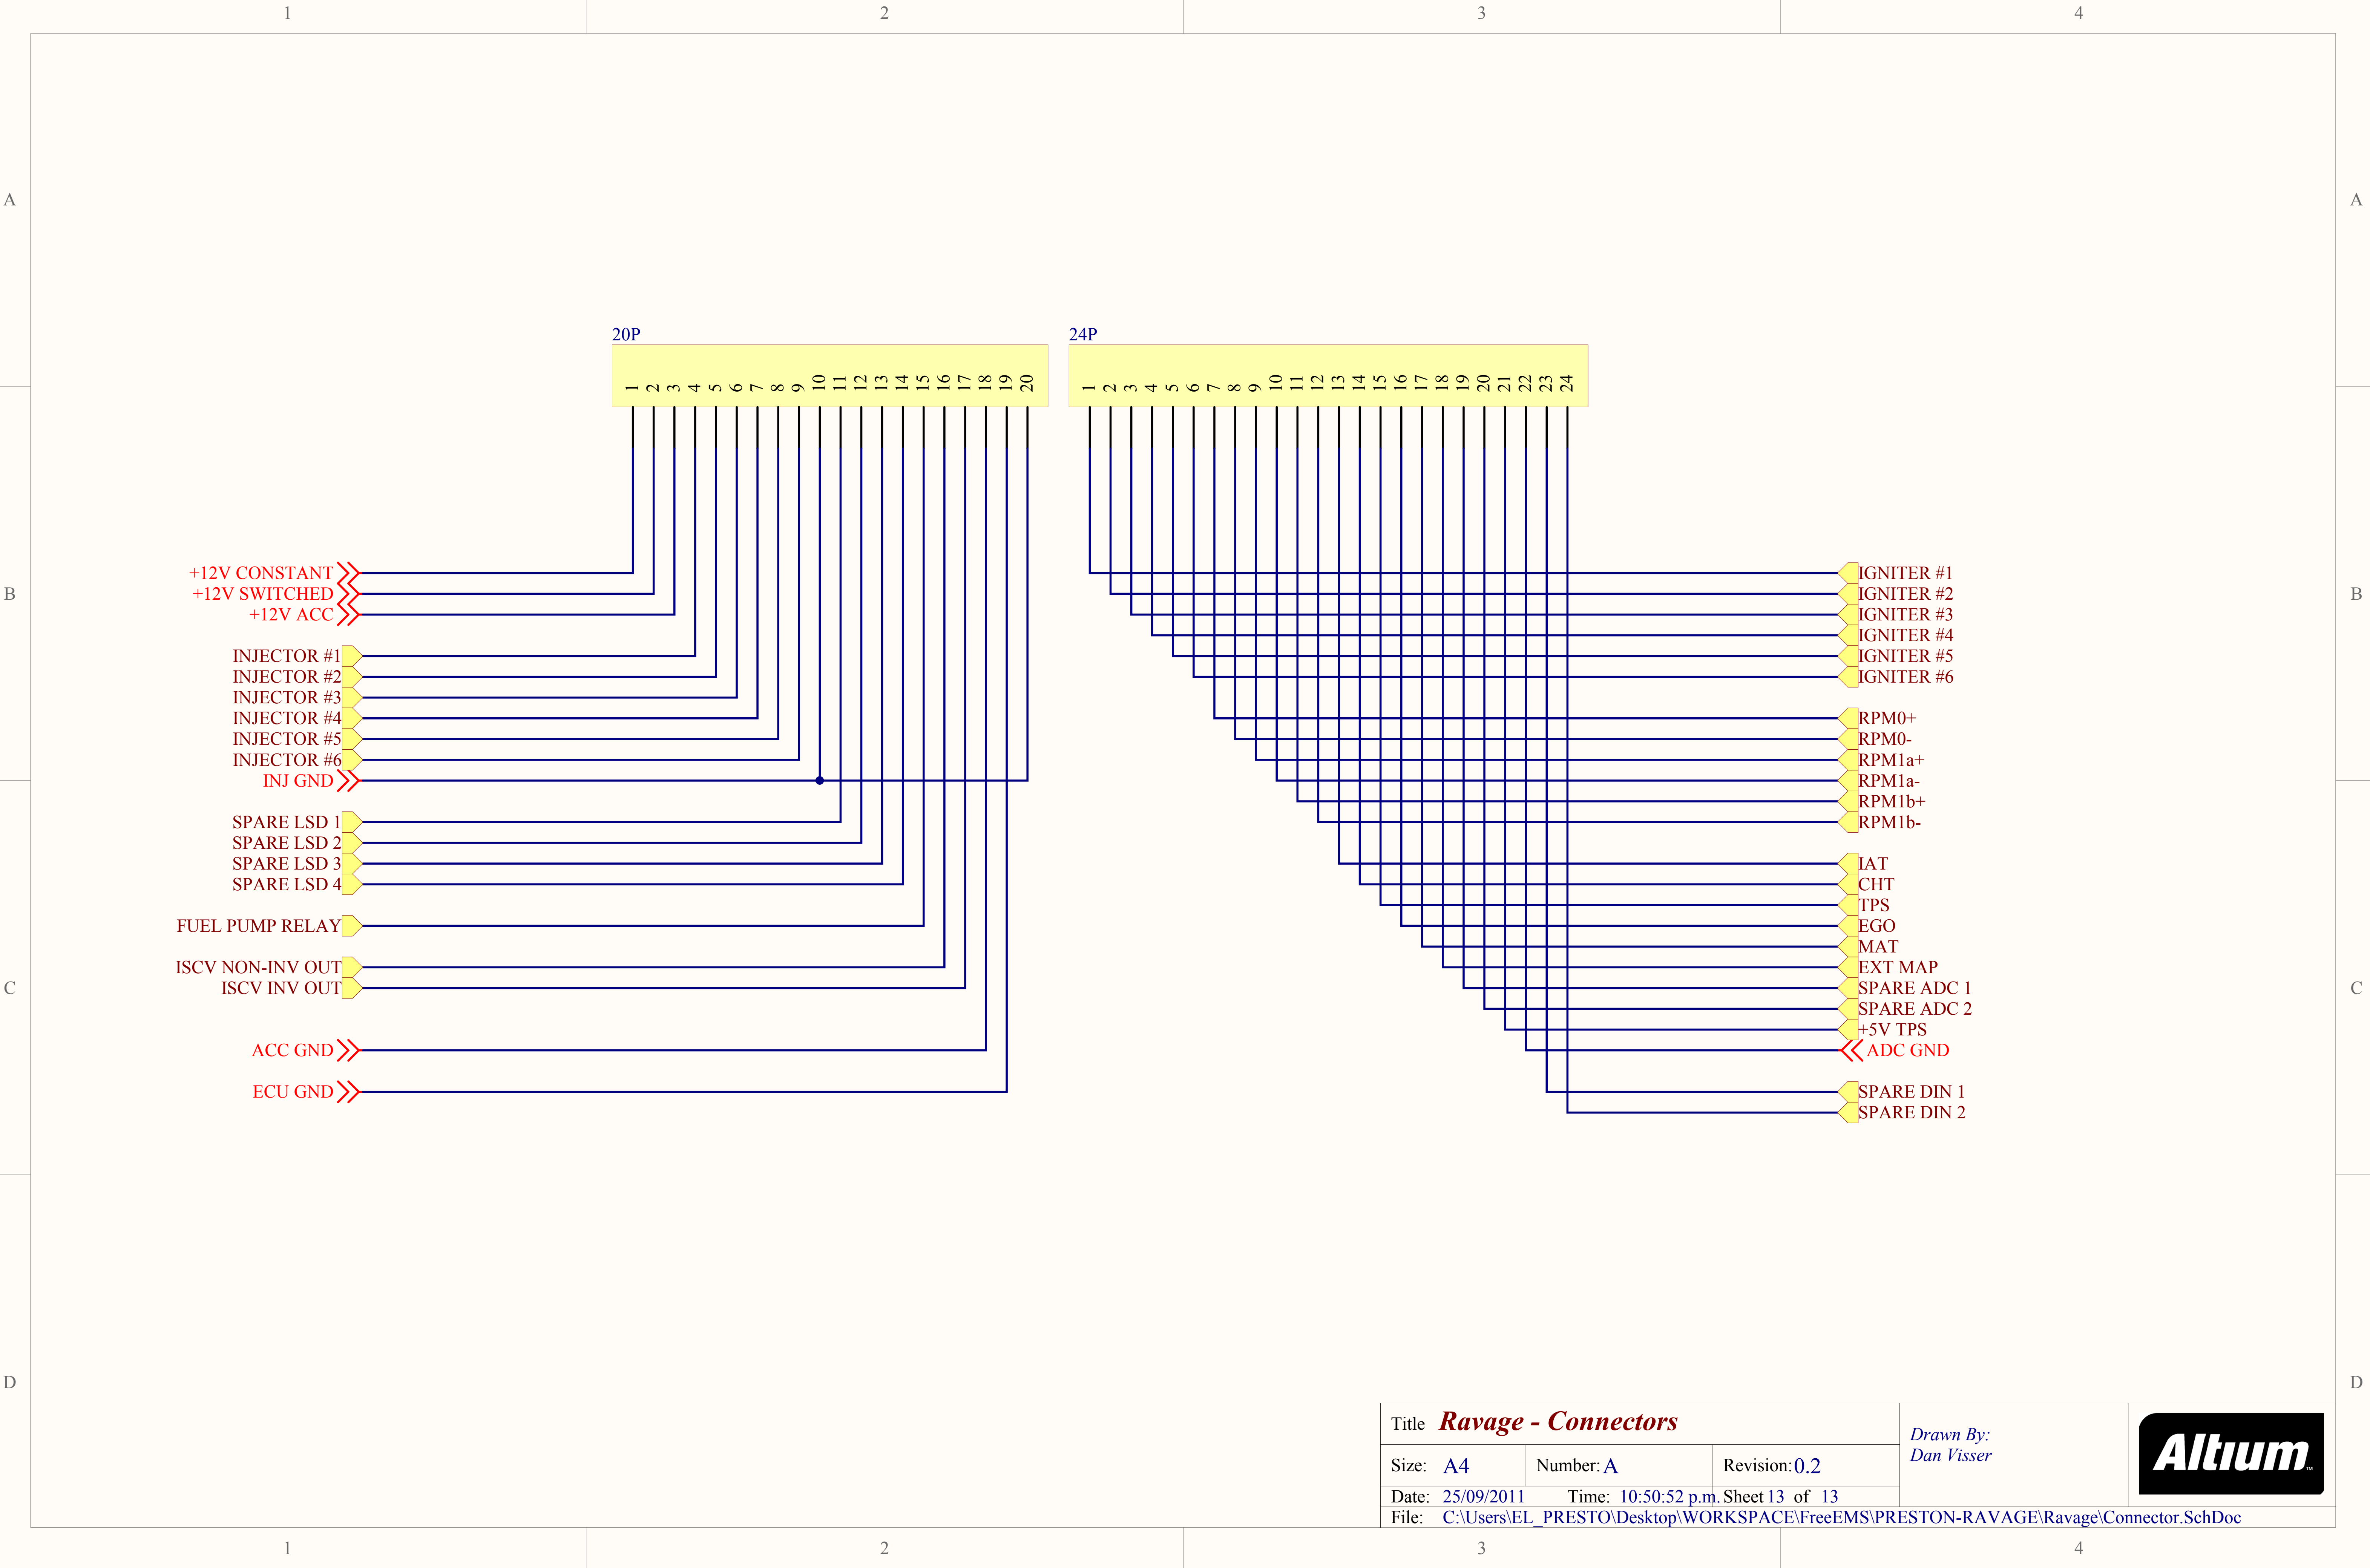 1 2 3 4
A A
20P 24P
1 2 3 4 5 6 7 8 9 10 11 12 13 14 15 16 17 18 19 20
1 2 3 4 5 6 7 8 9 10 11 12 13 14 15 16 17 18 19 20 21 22 23 24
B B
+12V CONSTANT
+12V SWITCHED
+12V ACC
INJECTOR #1
INJECTOR #2
INJECTOR #3
INJECTOR #4
INJECTOR #5
INJECTOR #6
INJ GND
SPARE LSD 1
SPARE LSD 2
SPARE LSD 3
SPARE LSD 4
FUEL PUMP RELAY
ISCV NON-INV OUT
ISCV INV OUT
ACC GND
ECU GND
IGNITER #1
IGNITER #2
IGNITER #3
IGNITER #4
IGNITER #5
IGNITER #6
RPM0+
RPM0-
RPM1a+
RPM1a-
RPM1b+
RPM1b-
IAT
CHT
TPS
EGO
MAT
EXT MAP
SPARE ADC 1
SPARE ADC 2
+5V TPS
ADC GND
SPARE DIN 1
SPARE DIN 2
C C
D D
Title Ravage - Connectors
Size: A4 Number: A Revision: 0.2
Date: 25/09/2011 Time: 10:50:52 p.m. Sheet 13 of 13
File: C:\Users\EL_PRESTO\Desktop\WORKSPACE\FreeEMS\PRESTON-RAVAGE\Ravage\Connector.SchDoc
Drawn By:
Dan Visser
Altium™
1 2 3 4